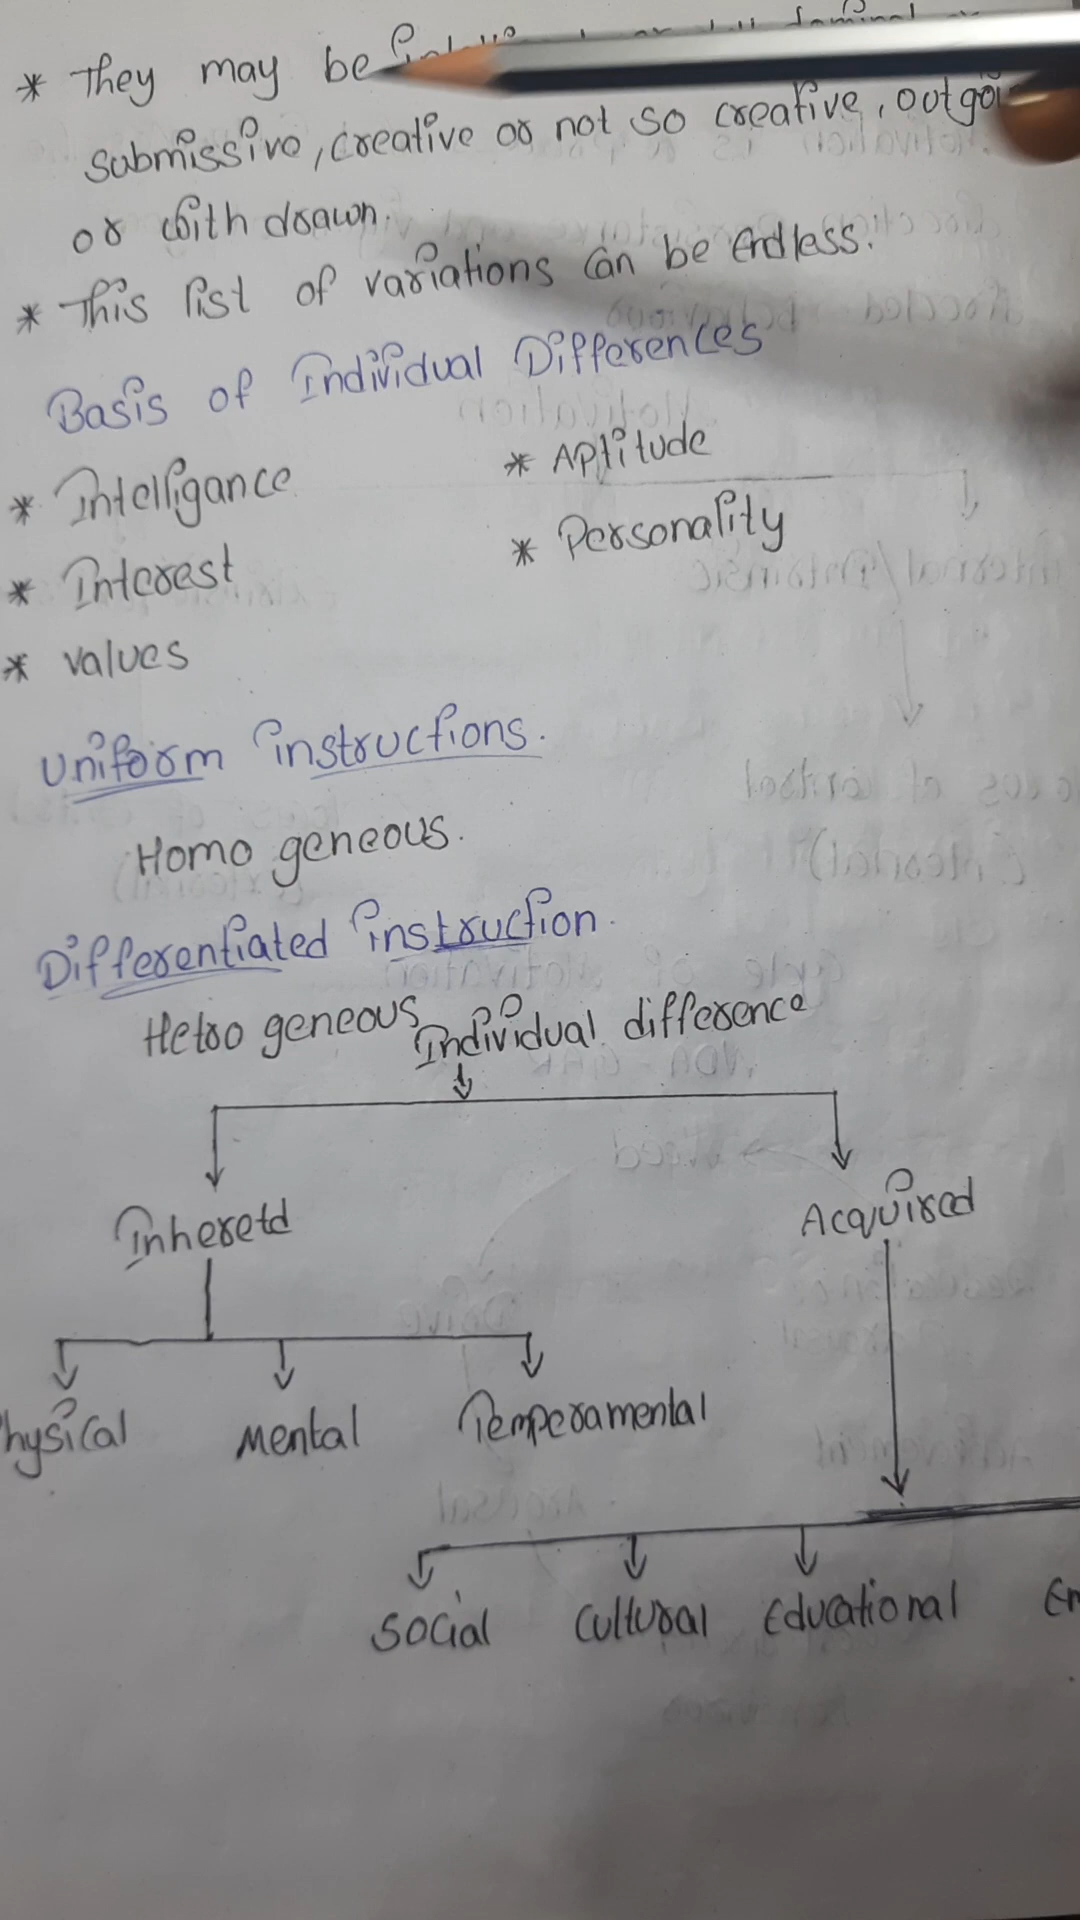 * They may be
submissive, creative or not so creative, outgoi
or with drawn.
* This list of variations can be Endless.
Basis of Individual Differences
* Intelligance
* Aptitude
* Interest
* Personality
* values
Uniform instructions.
Homo geneous.
Differentiated instruction.
Hetro geneous
Individual difference
Inheretd
Acquired
hysical
Mental
Temperamental
Social
Cultural
Educational